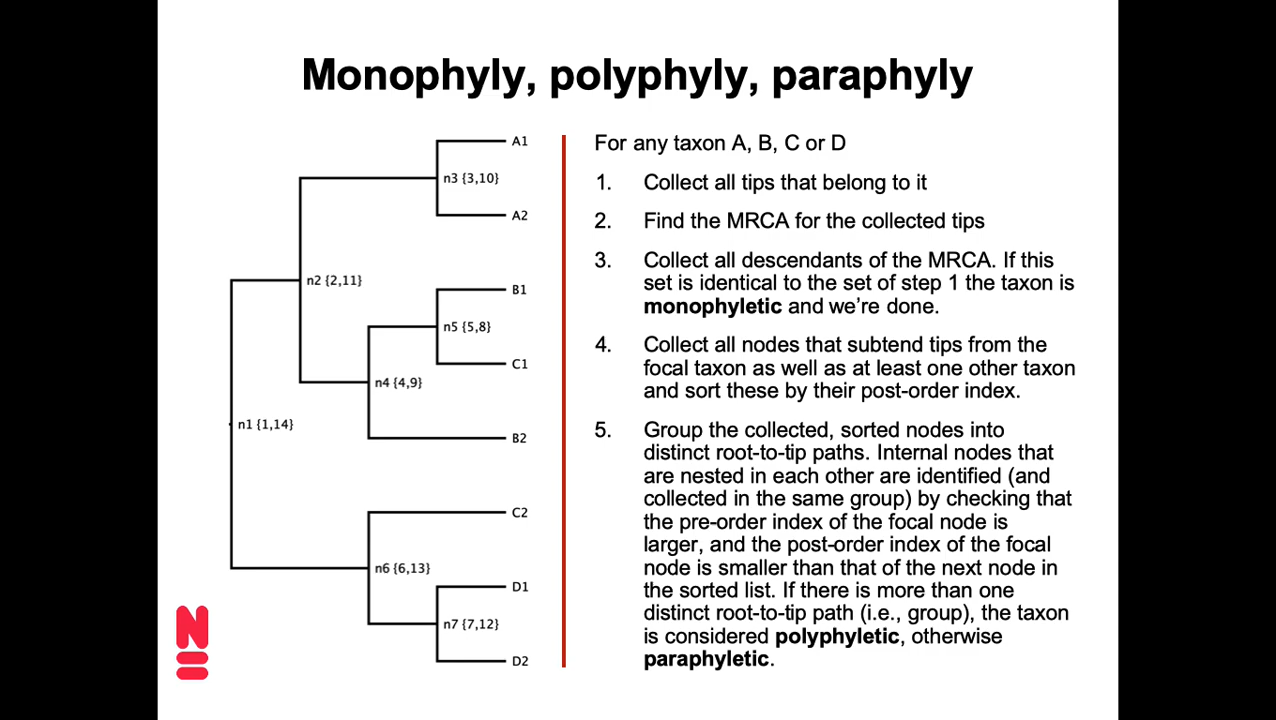 Monophyly, polyphyly, paraphyly
A1
n3 {3,10}
A2
n2 {2,11}
B1
n5 {5,8}
C1
n4 {4,9}
n1 {1,14}
B2
C2
n6 {6,13}
D1
n7 {7,12}
D2
For any taxon A, B, C or D
1. Collect all tips that belong to it
2. Find the MRCA for the collected tips
3. Collect all descendants of the MRCA. If this
set is identical to the set of step 1 the taxon is
monophyletic and we're done.
4. Collect all nodes that subtend tips from the
focal taxon as well as at least one other taxon
and sort these by their post-order index.
5. Group the collected, sorted nodes into
distinct root-to-tip paths. Internal nodes that
are nested in each other are identified (and
collected in the same group) by checking that
the pre-order index of the focal node is
larger, and the post-order index of the focal
node is smaller than that of the next node in
the sorted list. If there is more than one
distinct root-to-tip path (i.e., group), the taxon
is considered polyphyletic, otherwise
paraphyletic.